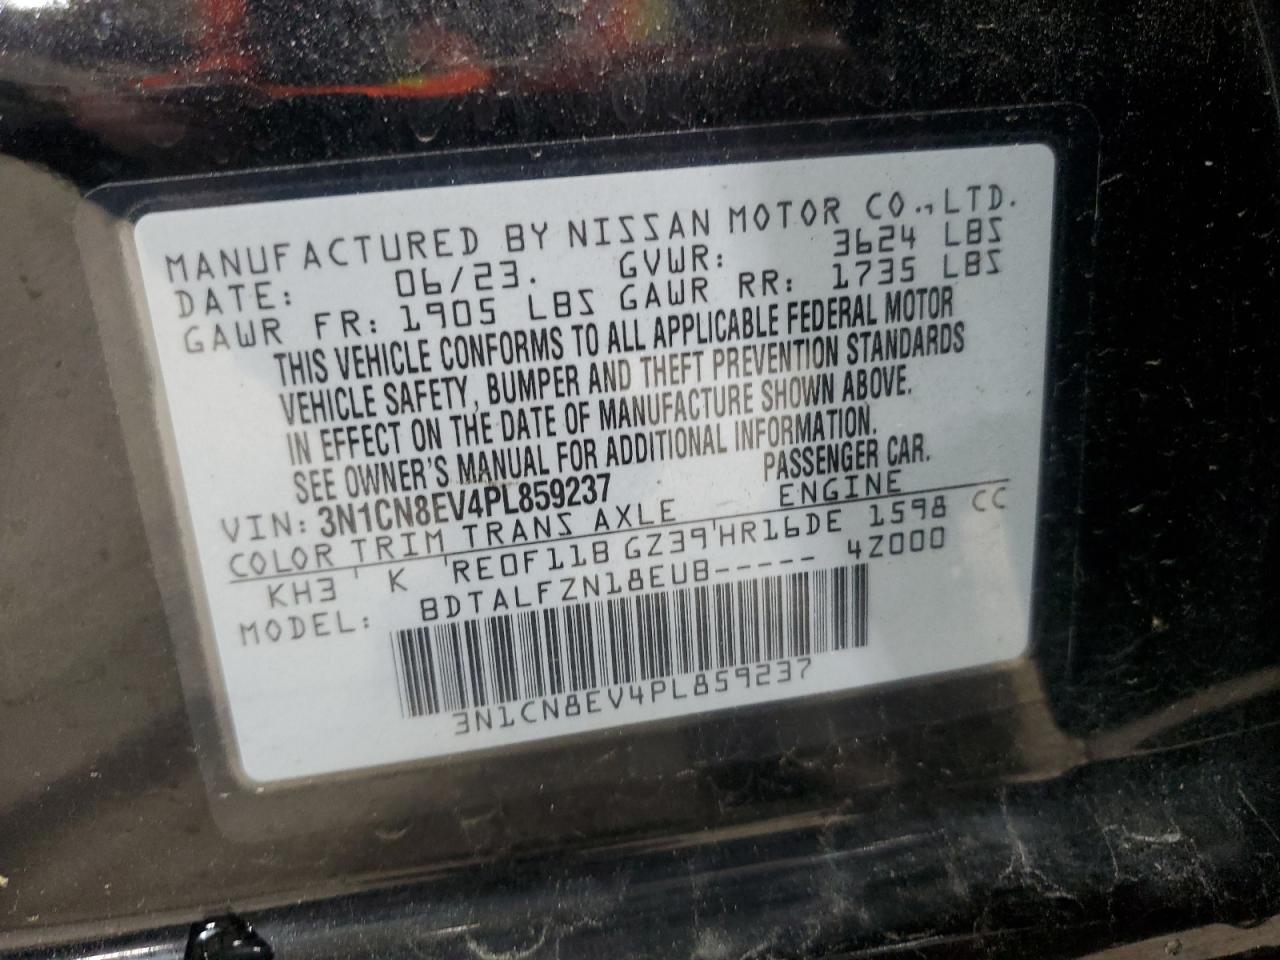 MANUFACTURED BY NISSAN MOTOR CO., LTD.
DATE: 06/23. GVWR: 3624 LBS
GAWR FR: 1905 LBS GAWR RR: 1735 LBS
THIS VEHICLE CONFORMS TO ALL APPLICABLE FEDERAL MOTOR
VEHICLE SAFETY, BUMPER AND THEFT PREVENTION STANDARDS
IN EFFECT ON THE DATE OF MANUFACTURE SHOWN ABOVE.
SEE OWNER'S MANUAL FOR ADDITIONAL INFORMATION.
VIN: 3N1CN8EV4PL859237 PASSENGER CAR.
COLOR TRIM TRANS AXLE ENGINE
KH3 ' K 'RE0F11B GZ39'HR16DE 1598 CC
MODEL: BDTALFZN18EUB----- 4Z000
3N1CN8EV4PL859237